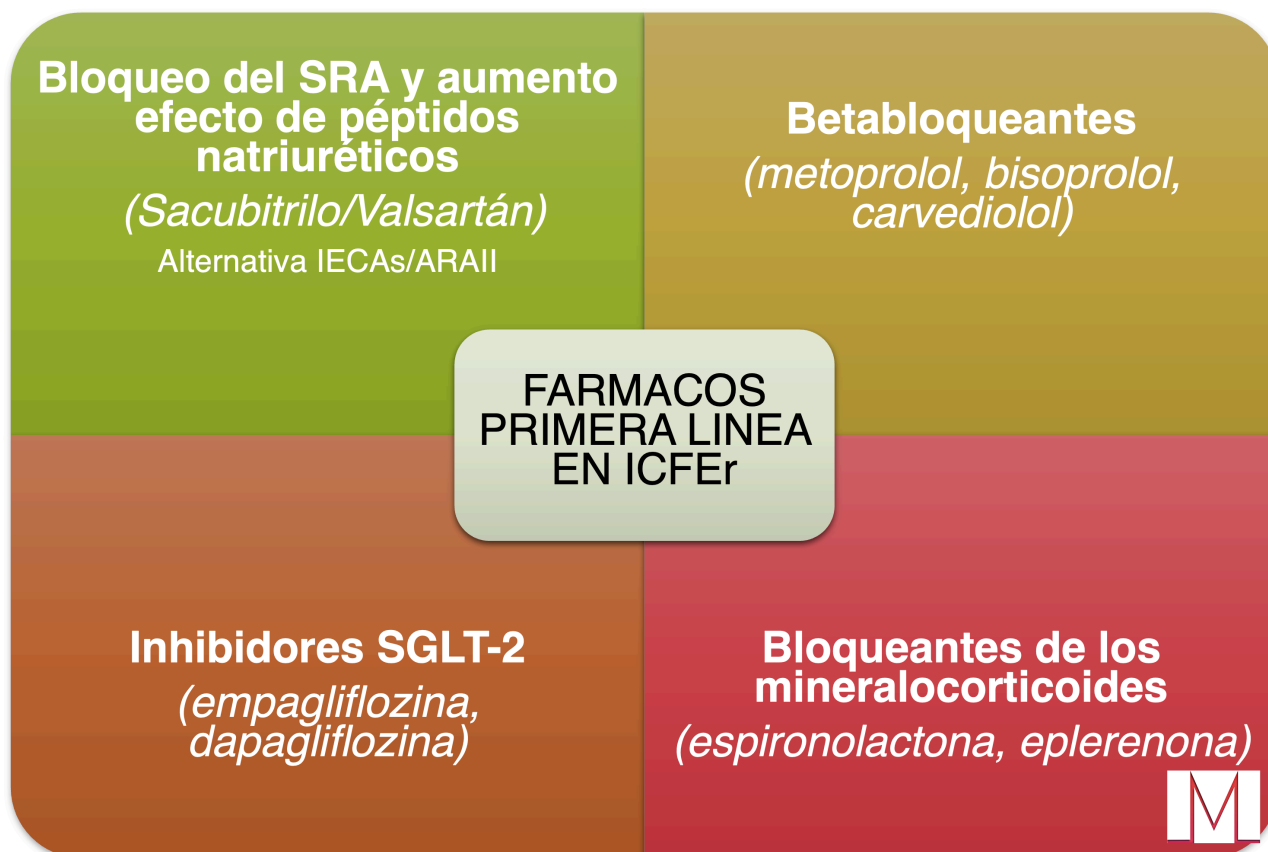 Bloqueo del SRA y aumento
efecto de péptidos
natriuréticos
(Sacubitrilo/Valsartán)
Alternativa IECAs/ARAII
Betabloqueantes
(metoprolol, bisoprolol,
carvediolol)
FARMACOS
PRIMERA LINEA
EN ICFEr
Inhibidores SGLT-2
(empagliflozina,
dapagliflozina)
Bloqueantes de los
mineralocorticoides
(espironolactona, eplerenona)
M